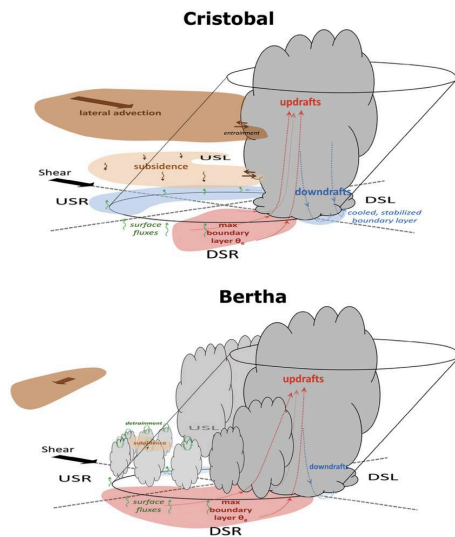 Cristobal
updrafts
lateral advection
entrainment
USL
subsidence
Shear
downdrafts
USR
DSL
cooled, stabilized
boundary layer
surface
fluxes
max
boundary
layer θe
DSR
Bertha
updrafts
detrainment
USL
subsidence
Shear
downdrafts
USR
DSL
surface
fluxes
max
boundary
layer θe
DSR